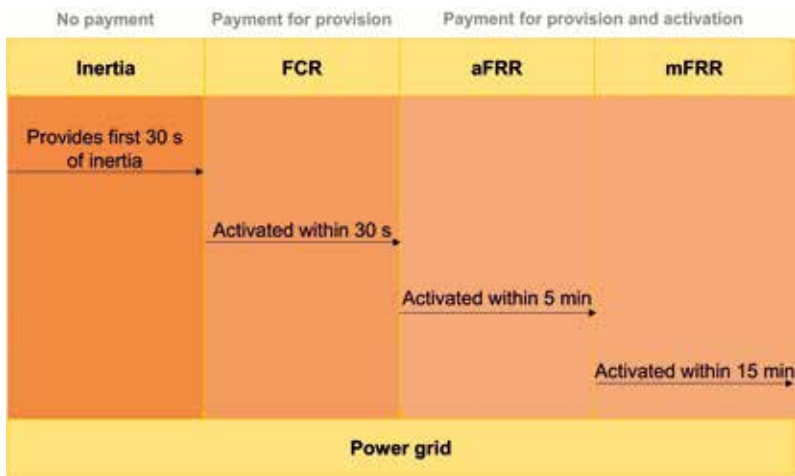 No payment
Payment for provision
Payment for provision and activation
Inertia
FCR
aFRR
mFRR
Provides first 30 s
of inertia
Activated within 30 s
Activated within 5 min
Activated within 15 min
Power grid